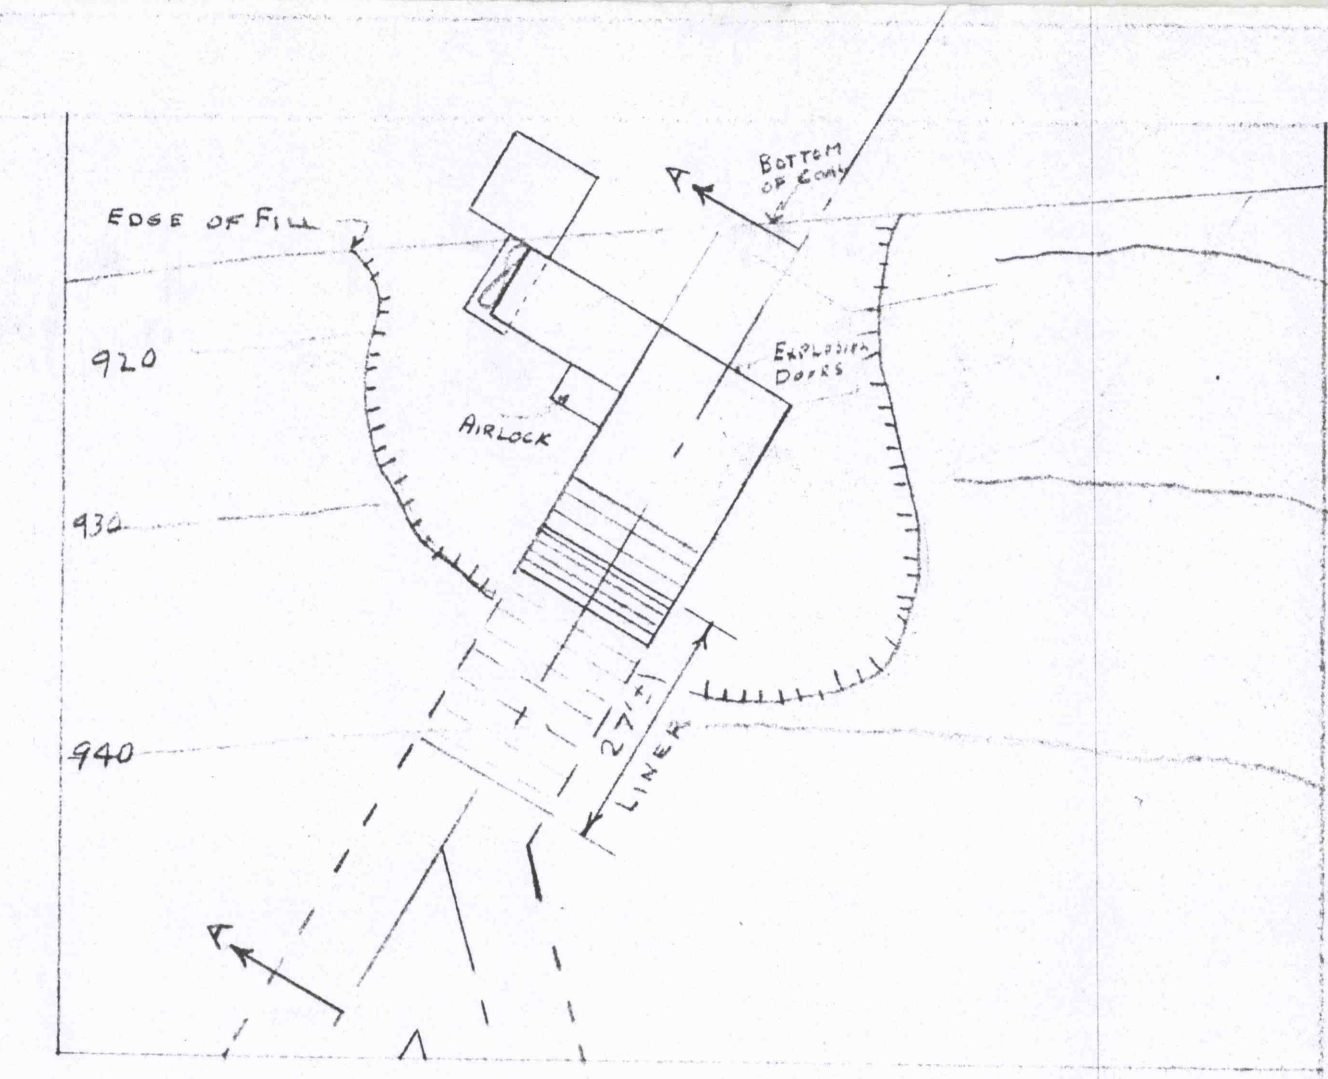 A
BOTTOM
OF COAL
EDGE OF FILL
920
EXPLOSION
DOORS
AIRLOCK
930
27'(±)
LINER
940
A